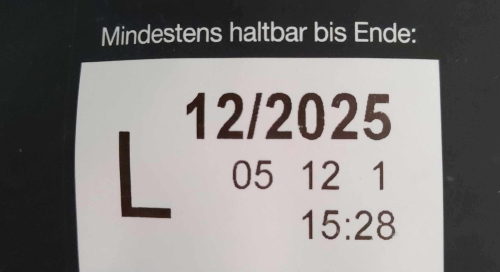 Mindestens haltbar bis Ende:
12/2025
L 05 12 1
15:28